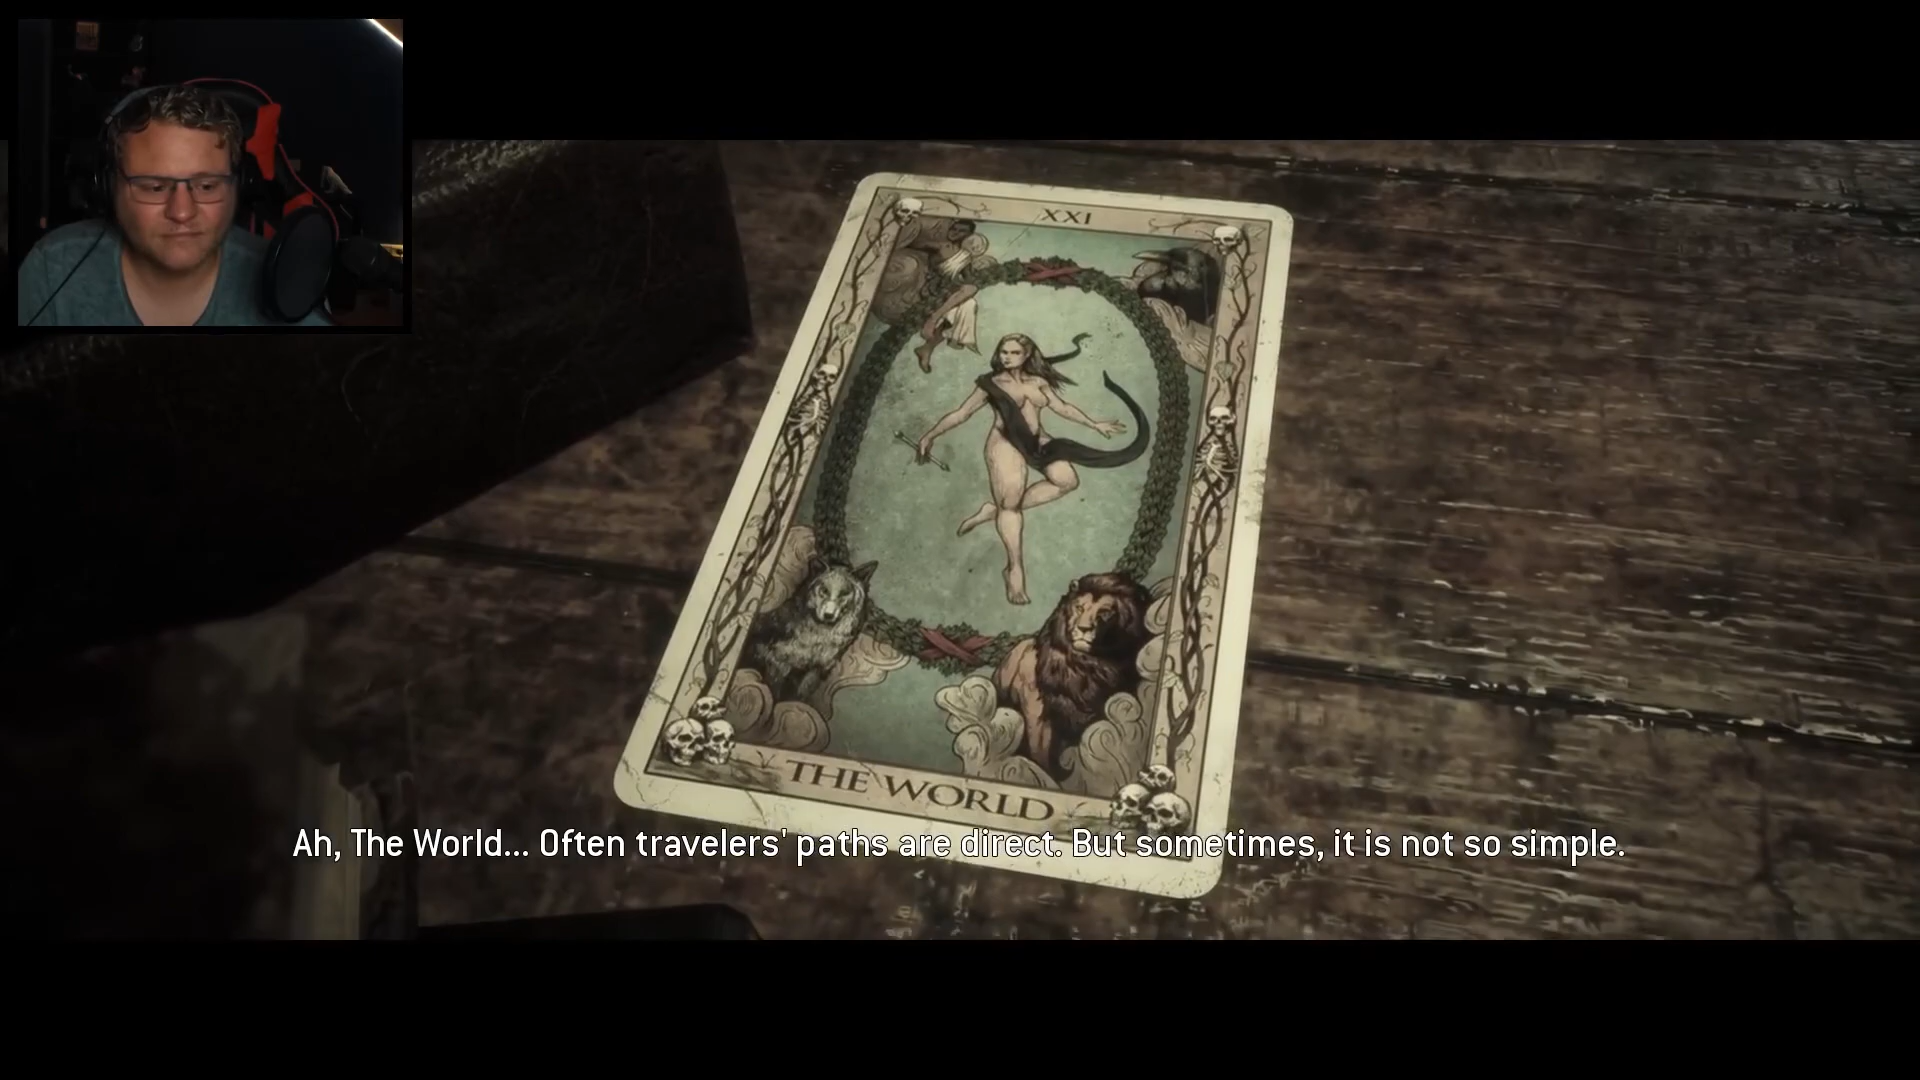 XXI
THE WORLD
Ah, The World... Often travelers' paths are direct. But sometimes, it is not so simple.